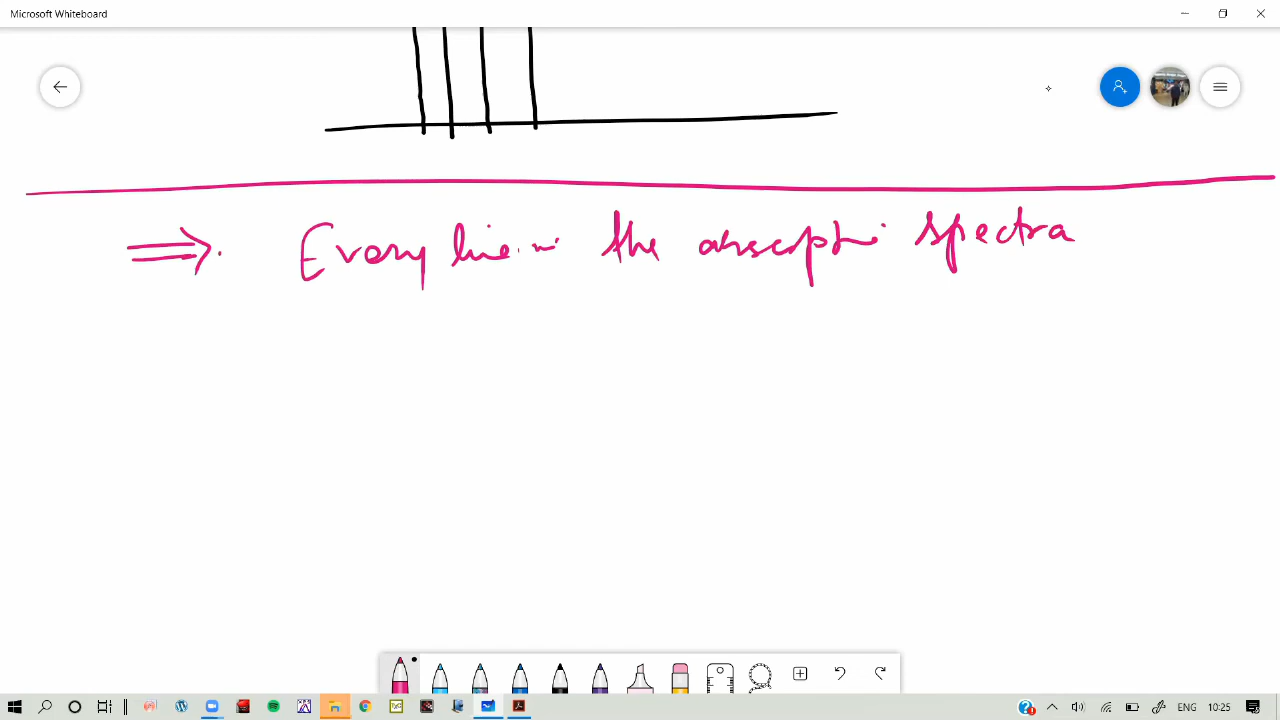 Microsoft Whiteboard
⇒ Every line in the absorption spectra
ENG 10:25